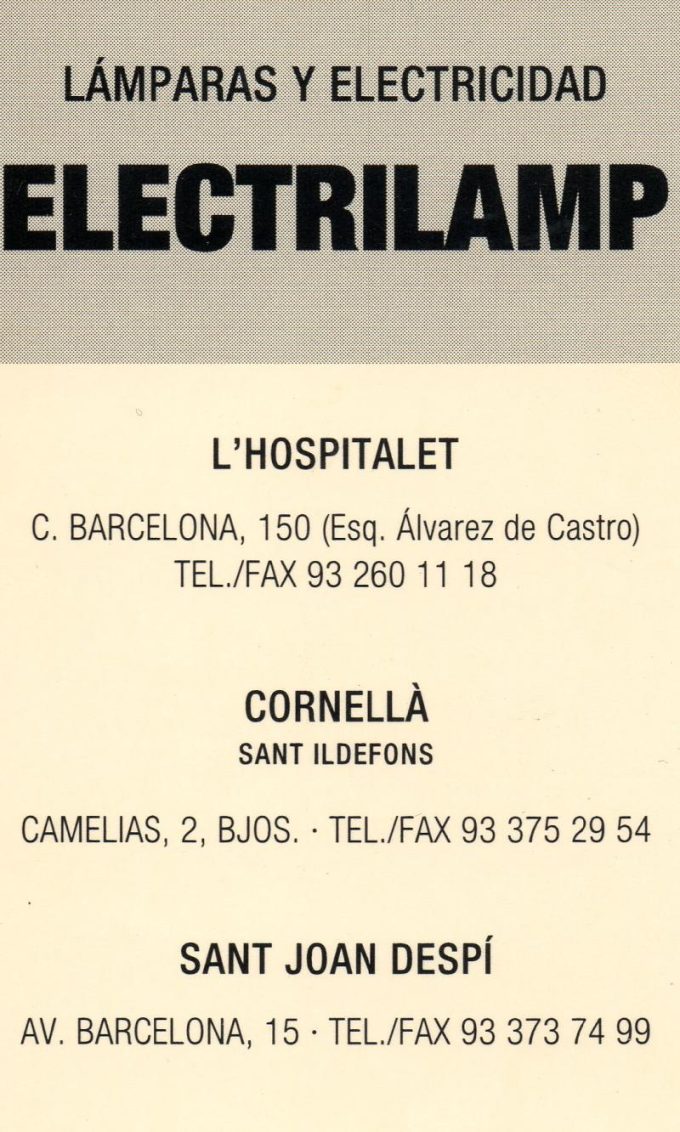 LÁMPARAS Y ELECTRICIDAD
ELECTRILAMP
L'HOSPITALET
C. BARCELONA, 150 (Esq. Álvarez de Castro)
TEL./FAX 93 260 11 18
CORNELLÀ
SANT ILDEFONS
CAMELIAS, 2, BJOS. · TEL./FAX 93 375 29 54
SANT JOAN DESPÍ
AV. BARCELONA, 15 · TEL./FAX 93 373 74 99